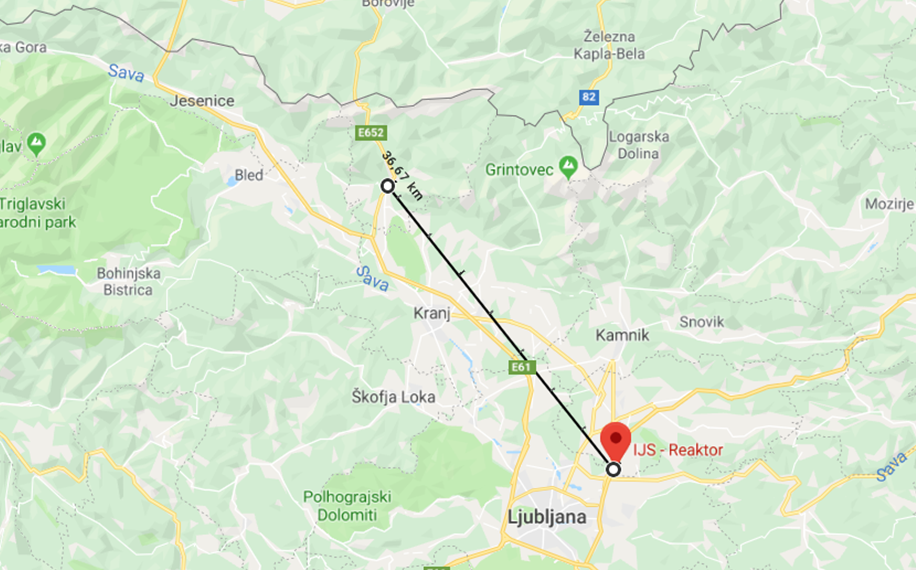 Borovlje
Železna
Kapla-Bela
ka Gora
Sava
82
Jesenice
E652
Logarska
Dolina
glav
36,67 km
Grintovec
Bled
Triglavski
arodni park
Mozirje
Bohinjska
Bistrica
Sava
Kranj
Snovik
Kamnik
E61
Škofja Loka
IJS - Reaktor
Sava
Polhograjski
Dolomiti
Ljubljana